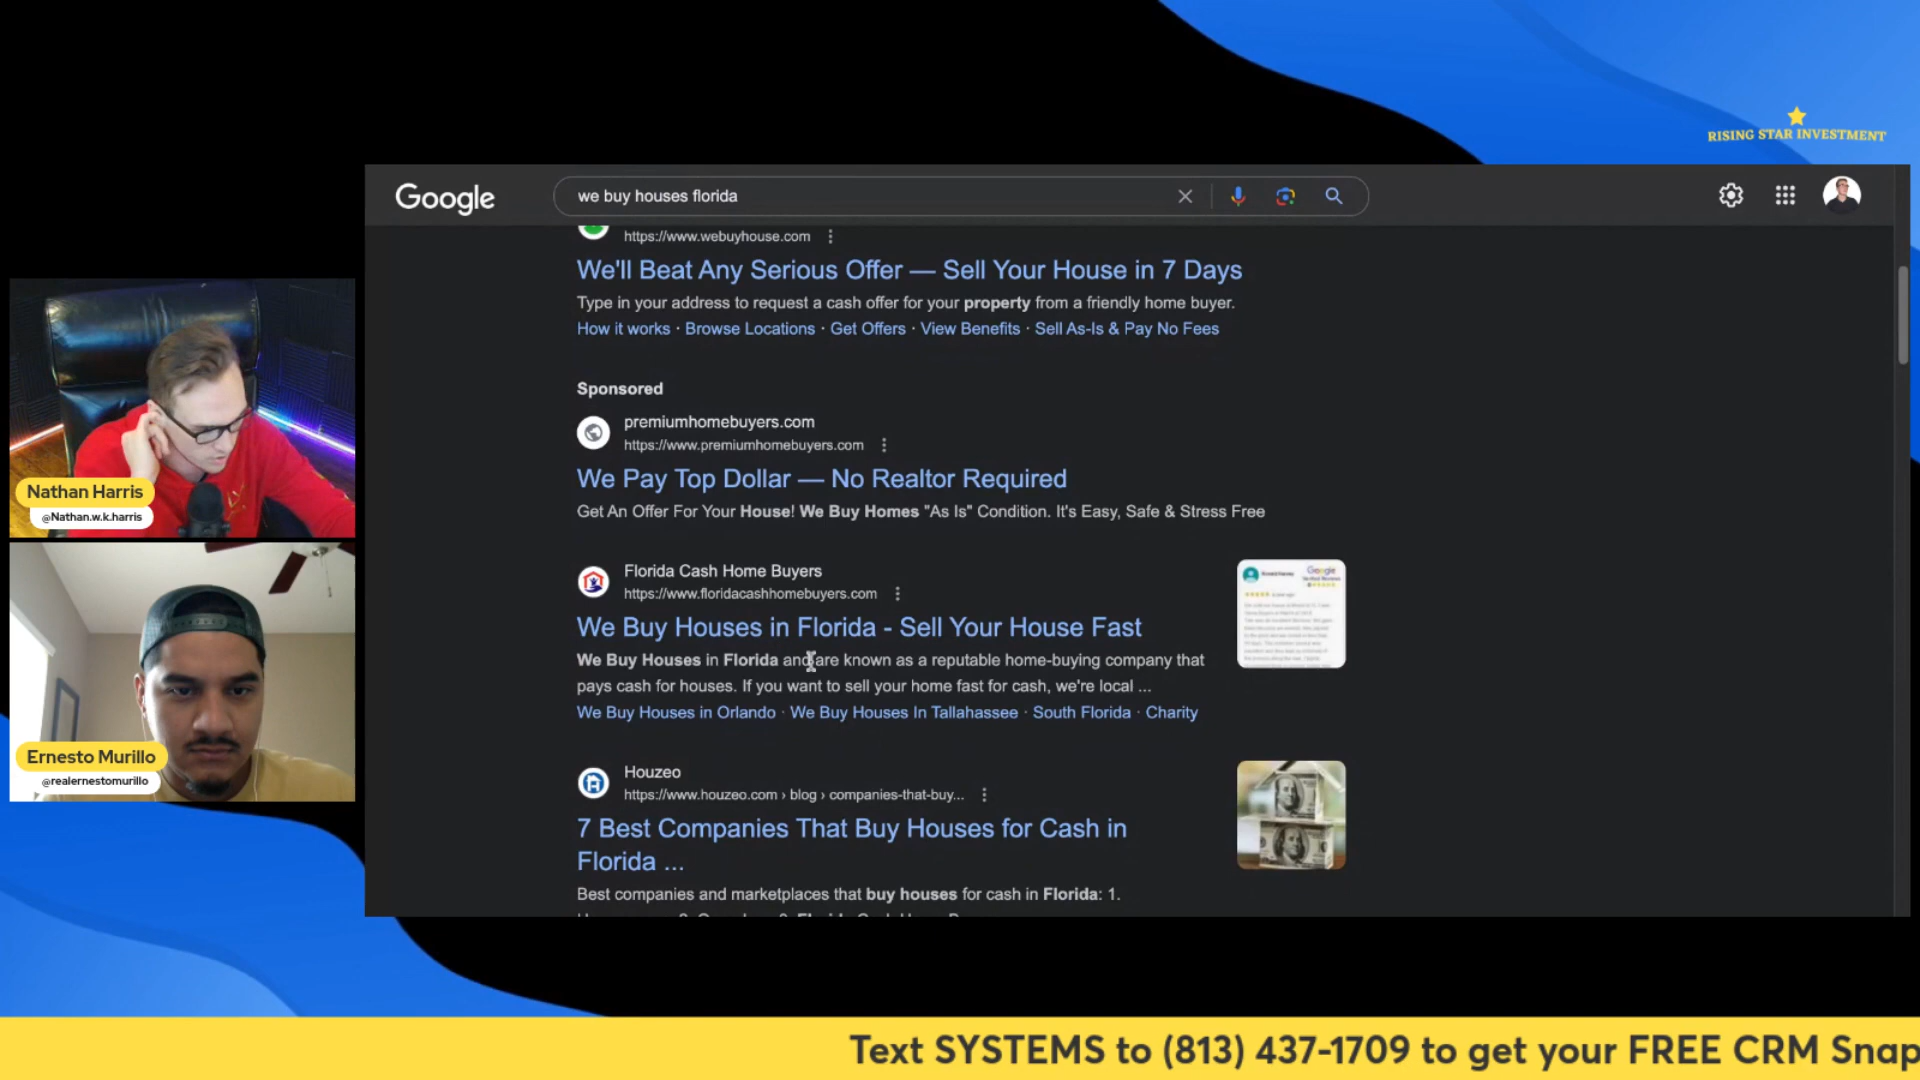 RISING STAR INVESTMENT
Google
we buy houses florida
https://www.webuyhouse.com
We'll Beat Any Serious Offer — Sell Your House in 7 Days
Type in your address to request a cash offer for your property from a friendly home buyer.
How it works · Browse Locations · Get Offers · View Benefits · Sell As-Is & Pay No Fees
Sponsored
premiumhomebuyers.com
https://www.premiumhomebuyers.com
We Pay Top Dollar — No Realtor Required
Get An Offer For Your House! We Buy Homes "As Is" Condition. It's Easy, Safe & Stress Free
Florida Cash Home Buyers
https://www.floridacashhomebuyers.com
We Buy Houses in Florida - Sell Your House Fast
We Buy Houses in Florida and are known as a reputable home-buying company that
pays cash for houses. If you want to sell your home fast for cash, we're local ...
We Buy Houses in Orlando · We Buy Houses In Tallahassee · South Florida · Charity
Google
Houzeo
https://www.houzeo.com › blog › companies-that-buy...
7 Best Companies That Buy Houses for Cash in
Florida ...
Best companies and marketplaces that buy houses for cash in Florida: 1.
Nathan Harris
@Nathan.w.k.harris
Ernesto Murillo
@realernestomurillo
Text SYSTEMS to (813) 437-1709 to get your FREE CRM Snap